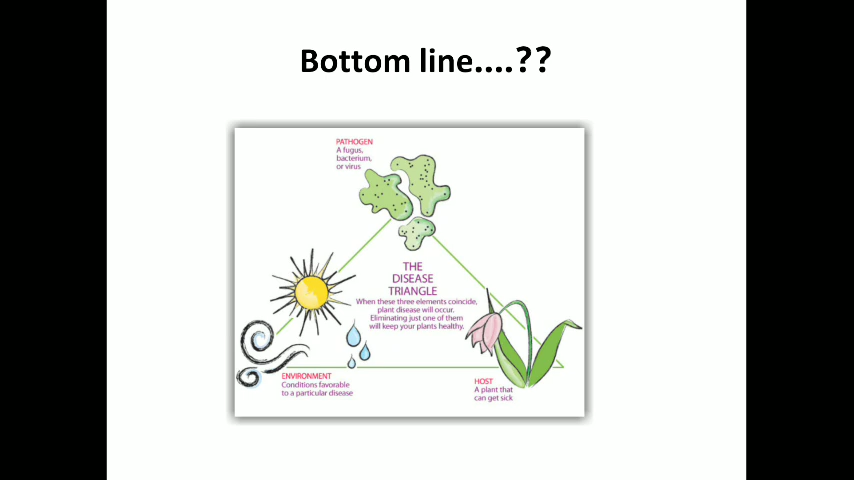 Bottom line....??
PATHOGEN
A fugus,
bacterium,
or virus
THE
DISEASE
TRIANGLE
When these three elements coincide,
plant disease will occur.
Eliminating just one of them
will keep your plants healthy.
ENVIRONMENT
Conditions favorable
to a particular disease
HOST
A plant that
can get sick